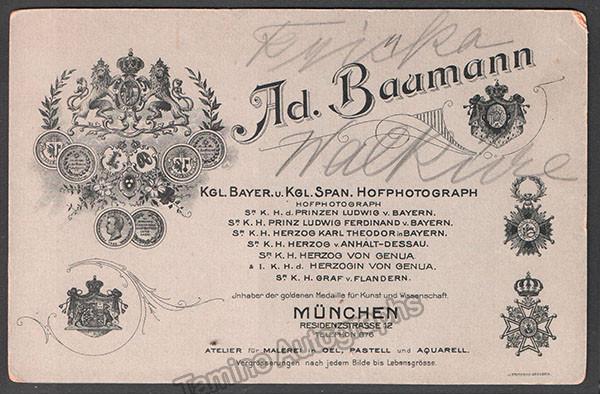 Fricka
Ad. Baumann
Walküre
KGL. BAYER. u. KGL. SPAN. HOFPHOTOGRAPH
HOFPHOTOGRAPH
Sr. K. H. d. PRINZEN LUDWIG v. BAYERN.
Sr. K. H. PRINZ LUDWIG FERDINAND v. BAYERN.
Sr. K. H. HERZOG KARL THEODOR in BAYERN.
Sr. K. H. HERZOG v. ANHALT-DESSAU.
Sr. K. H. HERZOG VON GENUA.
& I. K. H. d. HERZOGIN VON GENUA.
Sr. K. H. GRAF v. FLANDERN.
Jnhaber der goldenen Medaille für Kunst und Wissenschaft.
MÜNCHEN
RESIDENZSTRASSE 12
TELEPHON 876
ATELIER für MALEREI in OEL, PASTELL und AQUARELL.
Vergrösserungen nach jedem Bilde bis Lebensgrösse.
Tamino Autographs